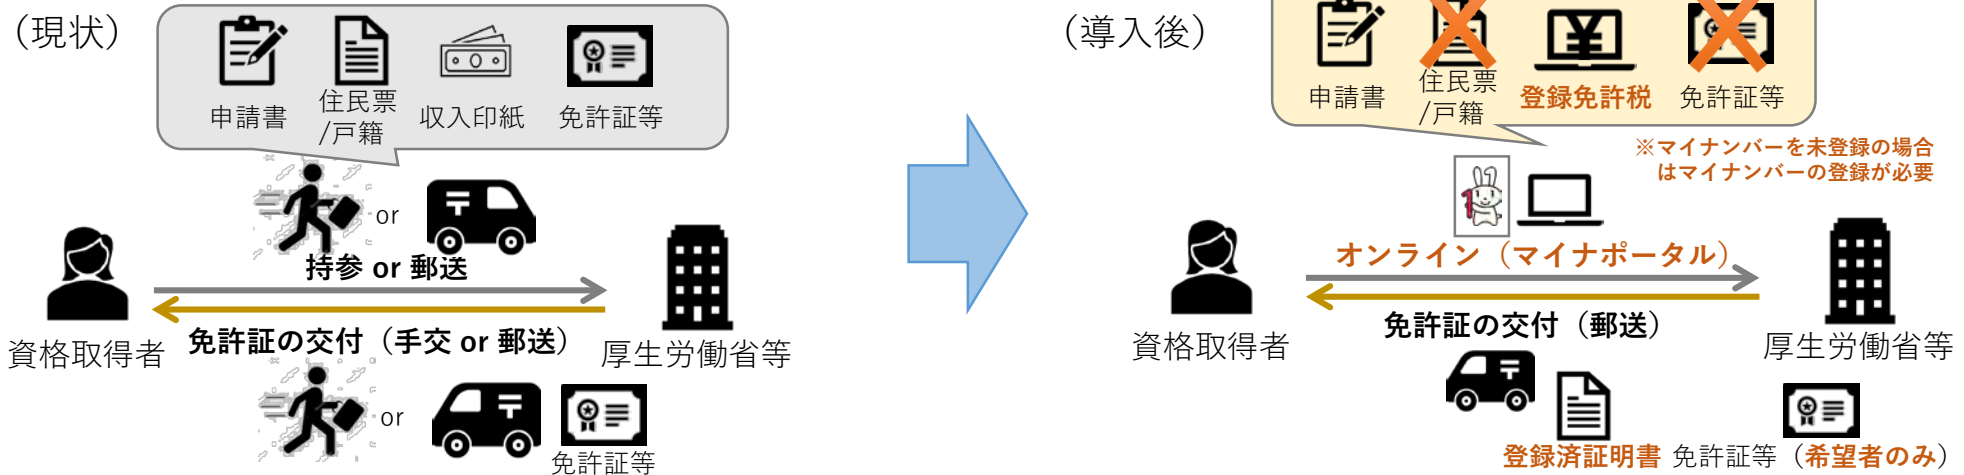 （現状）
申請書
住民票
/戸籍
収入印紙
免許証等
or
持参 or 郵送
資格取得者
免許証の交付（手交 or 郵送）
厚生労働省等
or
免許証等
（導入後）
申請書
住民票
/戸籍
登録免許税
免許証等
※マイナンバーを未登録の場合
はマイナンバーの登録が必要
オンライン（マイナポータル）
資格取得者
免許証の交付（郵送）
厚生労働省等
登録済証明書
免許証等（希望者のみ）